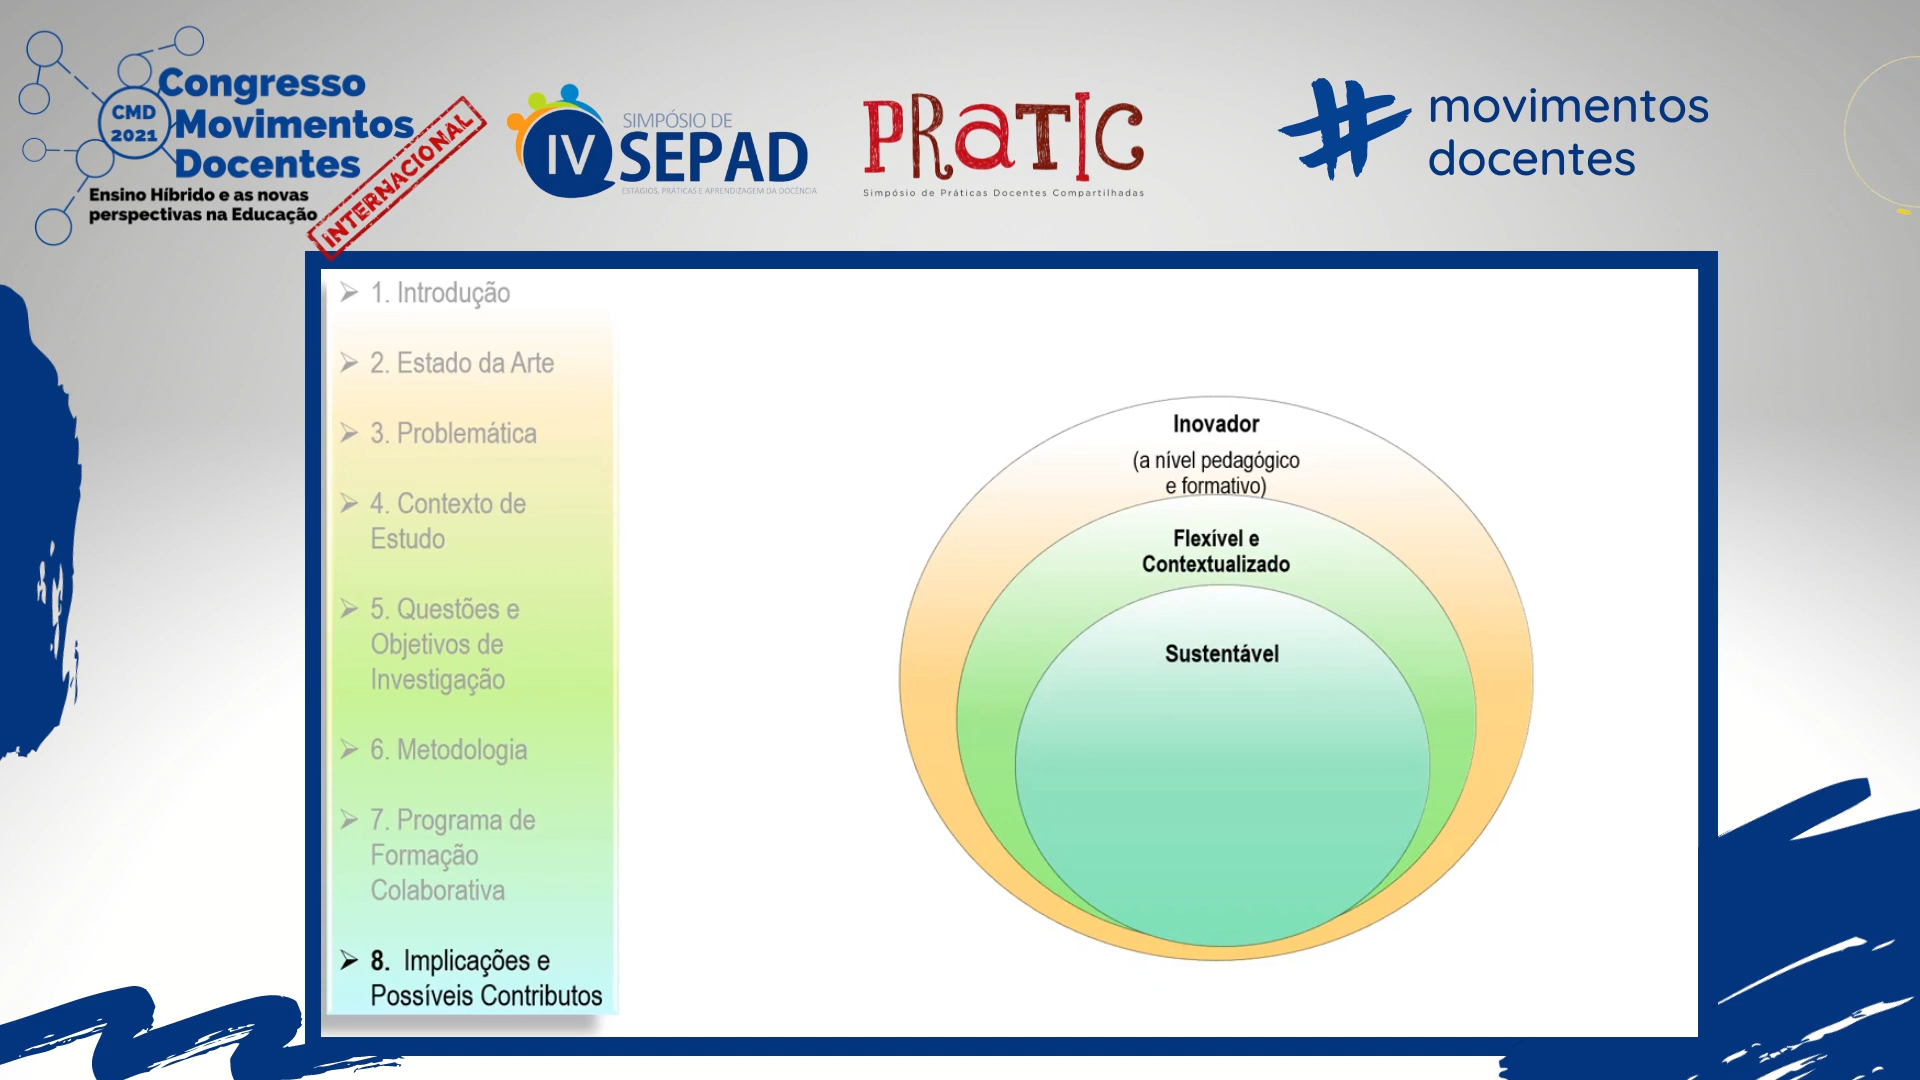 Congresso
CMD
2021
Movimentos
Docentes
Ensino Híbrido e as novas
perspectivas na Educação
INTERNACIONAL
SIMPÓSIO DE
IV SEPAD
ESTÁGIOS, PRÁTICAS E APRENDIZAGEM DA DOCÊNCIA
PRATIC
Simpósio de Práticas Docentes Compartilhadas
# movimentos
docentes
➢ 1. Introdução
➢ 2. Estado da Arte
➢ 3. Problemática
➢ 4. Contexto de
Estudo
➢ 5. Questões e
Objetivos de
Investigação
➢ 6. Metodologia
➢ 7. Programa de
Formação
Colaborativa
➢ 8. Implicações e
Possíveis Contributos
Inovador
(a nível pedagógico
e formativo)
Flexível e
Contextualizado
Sustentável